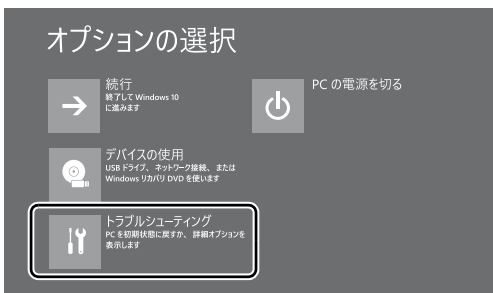 オプションの選択
続行
終了して Windows 10
に進みます
PC の電源を切る
デバイスの使用
USB ドライブ、ネットワーク接続、または
Windows リカバリ DVD を使います
トラブルシューティング
PC を初期状態に戻すか、詳細オプションを
表示します